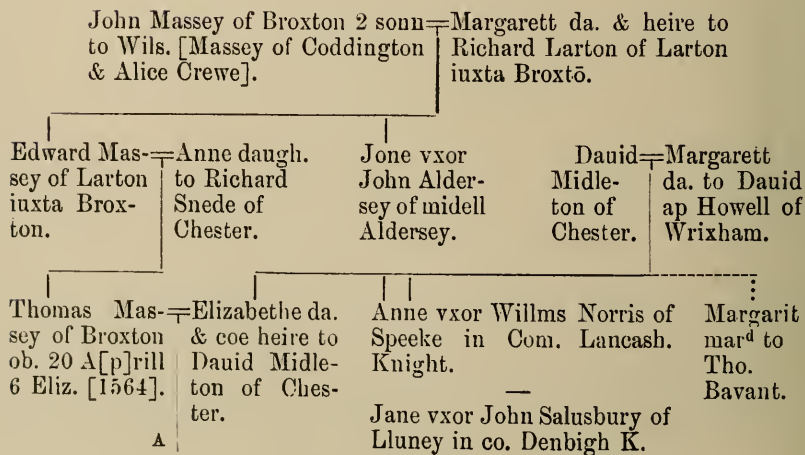 John Massey of Broxton 2 sonn
to Wils. [Massey of Coddington
& Alice Crewe].
Margarett da. & heire to
Richard Larton of Larton
iuxta Broxtō.
Edward Mas-
sey of Larton
iuxta Brox-
ton.
Anne daugh.
to Richard
Snede of
Chester.
Jone vxor
John Alder-
sey of midell
Aldersey.
Dauid
Midle-
ton of
Chester.
Margarett
da. to Dauid
ap Howell of
Wrixham.
Thomas Mas-
sey of Broxton
ob. 20 A[p]rill
6 Eliz. [1564].
Elizabethe da.
& coe heire to
Dauid Midle-
ton of Ches-
ter.
Anne vxor Willms Norris of
Speeke in Com. Lancash.
Knight.
Jane vxor John Salusbury of
Lluney in co. Denbigh K.
Margarit
marᵈ to
Tho.
Bavant.
A